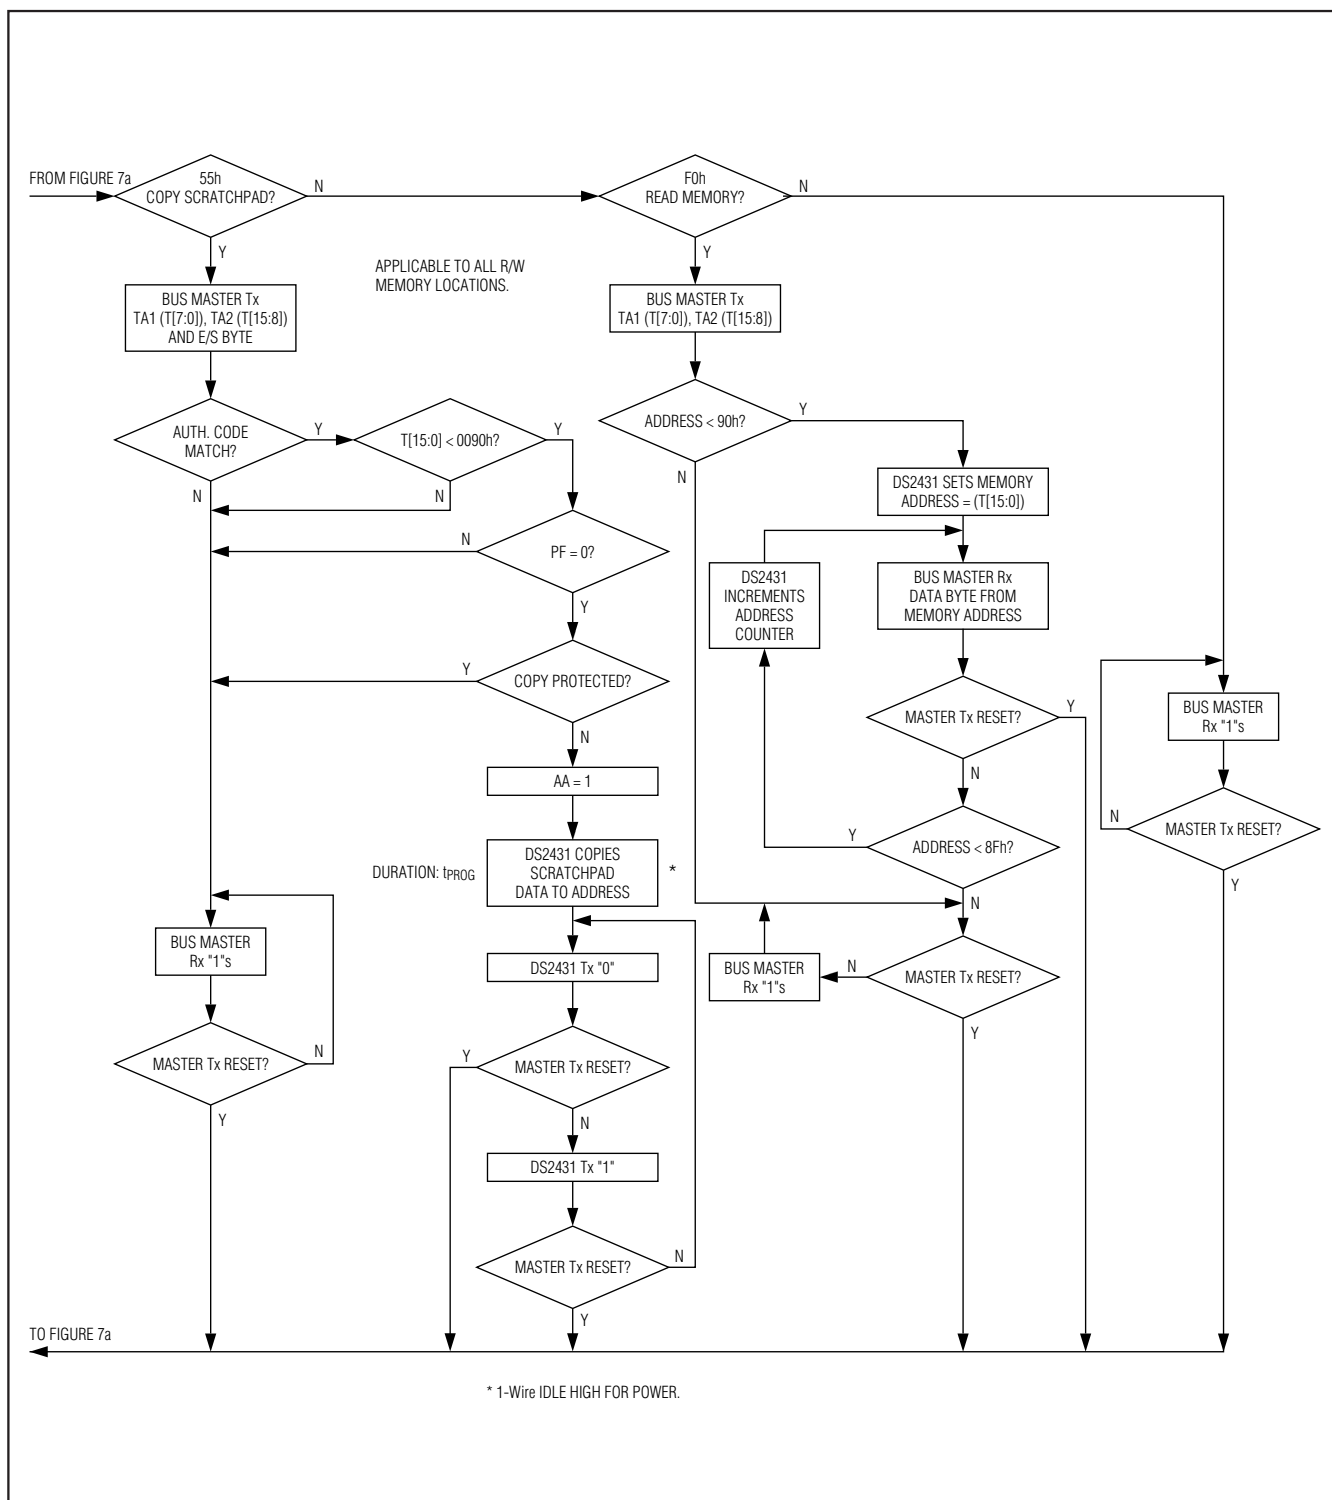 FROM FIGURE 7a
55h
COPY SCRATCHPAD?
N
Y
F0h
READ MEMORY?
N
Y
APPLICABLE TO ALL R/W
MEMORY LOCATIONS.
BUS MASTER Tx
TA1 (T[7:0]), TA2 (T[15:8])
AND E/S BYTE
BUS MASTER Tx
TA1 (T[7:0]), TA2 (T[15:8])
AUTH. CODE
MATCH?
Y
N
T[15:0] < 0090h?
Y
N
ADDRESS < 90h?
Y
N
DS2431 SETS MEMORY
ADDRESS = (T[15:0])
PF = 0?
N
Y
DS2431
INCREMENTS
ADDRESS
COUNTER
BUS MASTER Rx
DATA BYTE FROM
MEMORY ADDRESS
COPY PROTECTED?
Y
N
MASTER Tx RESET?
Y
N
BUS MASTER
Rx "1"s
AA = 1
MASTER Tx RESET?
N
Y
ADDRESS < 8Fh?
Y
N
DURATION: tPROG
DS2431 COPIES
SCRATCHPAD
DATA TO ADDRESS
*
BUS MASTER
Rx "1"s
DS2431 Tx "0"
BUS MASTER
Rx "1"s
N
MASTER Tx RESET?
Y
MASTER Tx RESET?
N
Y
MASTER Tx RESET?
Y
N
DS2431 Tx "1"
MASTER Tx RESET?
N
Y
TO FIGURE 7a
* 1-Wire IDLE HIGH FOR POWER.